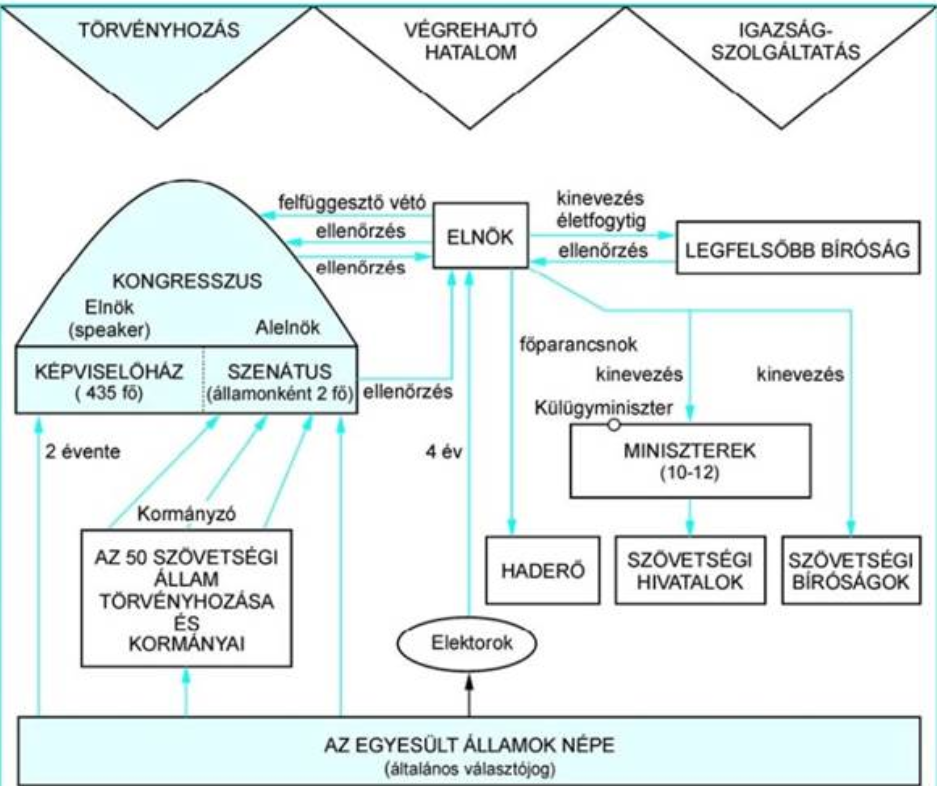 TÖRVÉNYHOZÁS
VÉGREHAJTÓ
HATALOM
IGAZSÁG-
SZOLGÁLTATÁS
felfüggesztő vétó
ellenőrzés
ellenőrzés
ELNÖK
kinevezés
életfogytig
ellenőrzés
LEGFELSŐBB BÍRÓSÁG
KONGRESSZUS
Elnök
(speaker)
Alelnök
KÉPVISELŐHÁZ
( 435 fő)
SZENÁTUS
(államonként 2 fő)
ellenőrzés
főparancsnok
kinevezés
kinevezés
Külügyminiszter
MINISZTEREK
(10-12)
2 évente
4 év
Kormányzó
AZ 50 SZÖVETSÉGI
ÁLLAM
TÖRVÉNYHOZÁSA
ÉS
KORMÁNYAI
HADERŐ
SZÖVETSÉGI
HIVATALOK
SZÖVETSÉGI
BÍRÓSÁGOK
Elektorok
AZ EGYESÜLT ÁLLAMOK NÉPE
(általános választójog)